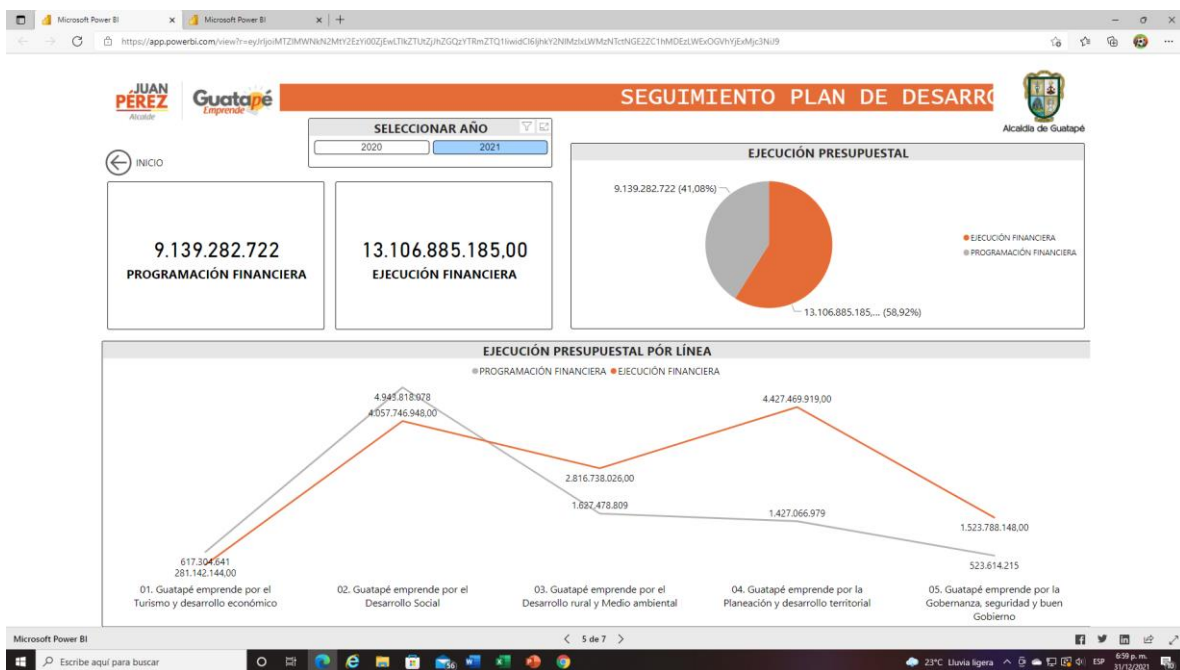 Microsoft Power BI
Microsoft Power BI
JUAN
PÉREZ
Alcalde
Guatapé
Emprende
SEGUIMIENTO PLAN DE DESARRO
Alcaldía de Guatapé
INICIO
SELECCIONAR AÑO
2020
2021
9.139.282.722
PROGRAMACIÓN FINANCIERA
13.106.885.185,00
EJECUCIÓN FINANCIERA
EJECUCIÓN PRESUPUESTAL
9.139.282.722 (41,08%)
13.106.885.185,... (58,92%)
EJECUCIÓN FINANCIERA
PROGRAMACIÓN FINANCIERA
EJECUCIÓN PRESUPUESTAL PÓR LÍNEA
PROGRAMACIÓN FINANCIERA EJECUCIÓN FINANCIERA
4.943.818.078
4.057.746.948,00
4.427.469.919,00
2.816.738.026,00
1.627.478.809
1.427.066.979
1.523.788.148,00
617.304.641
281.142.144,00
523.614.215
01. Guatapé emprende por el
Turismo y desarrollo económico
02. Guatapé emprende por el
Desarrollo Social
03. Guatapé emprende por el
Desarrollo rural y Medio ambiental
04. Guatapé emprende por la
Planeación y desarrollo territorial
05. Guatapé emprende por la
Gobernanza, seguridad y buen
Gobierno
Microsoft Power BI
5 de 7
Escribe aquí para buscar
56
23°C Lluvia ligera
ESP
6:59 p. m.
31/12/2021